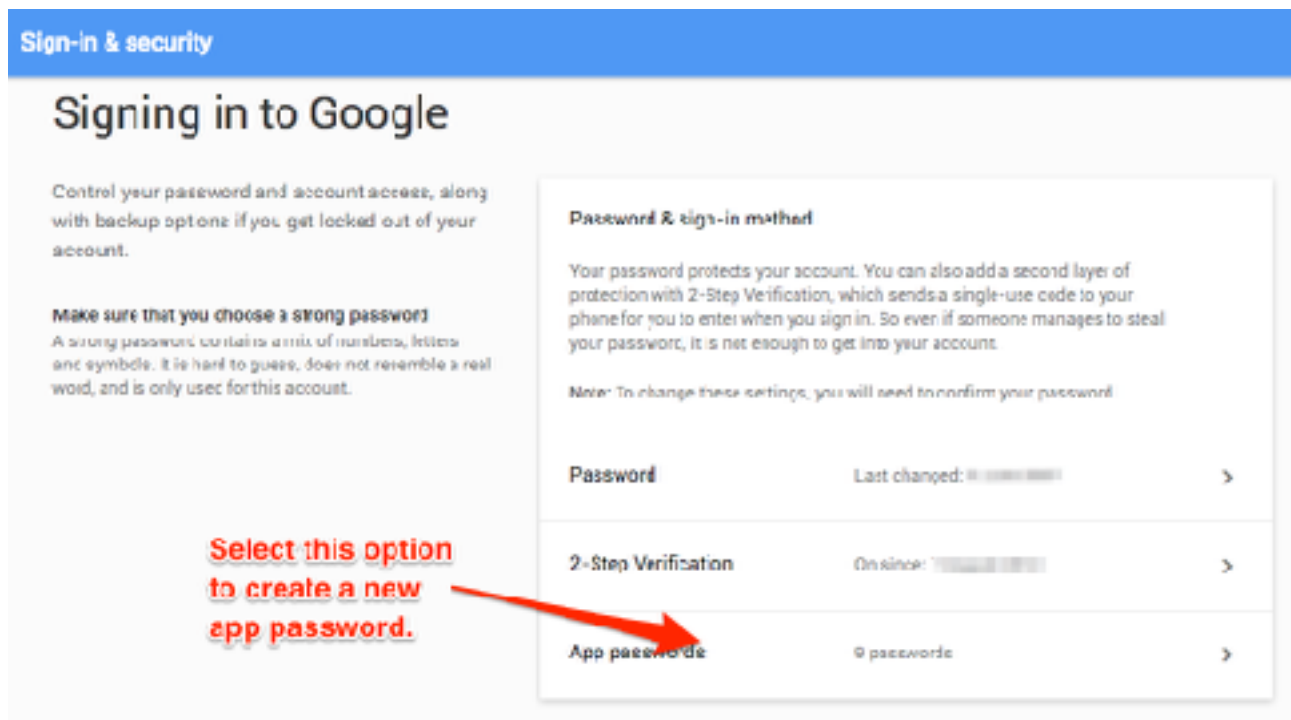 Sign-in & security
Signing in to Google
Control your password and account access, along
with backup options if you get locked out of your
account.
Make sure that you choose a strong password
A strong password contains a mix of numbers, letters
and symbols. It is hard to guess, does not resemble a real
word, and is only used for this account.
Password & sign-in method
Your password protects your account. You can also add a second layer of
protection with 2-Step Verification, which sends a single-use code to your
phone for you to enter when you sign in. So even if someone manages to steal
your password, it is not enough to get into your account.
Note: To change these settings, you will need to confirm your password.
Password Last changed:
2-Step Verification On since:
Select this option
to create a new
app password.
App passwords passwords